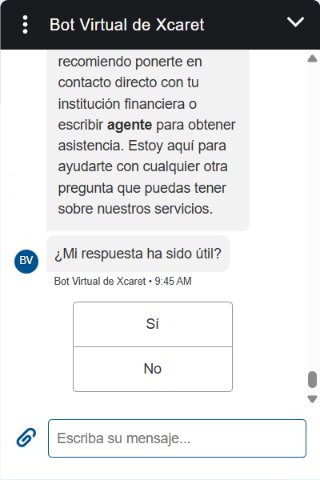 Bot Virtual de Xcaret
recomiendo ponerte en
contacto directo con tu
institución financiera o
escribir agente para obtener
asistencia. Estoy aquí para
ayudarte con cualquier otra
pregunta que puedas tener
sobre nuestros servicios.
¿Mi respuesta ha sido útil?
BV
Bot Virtual de Xcaret • 9:45 AM
Sí
No
Escriba su mensaje...